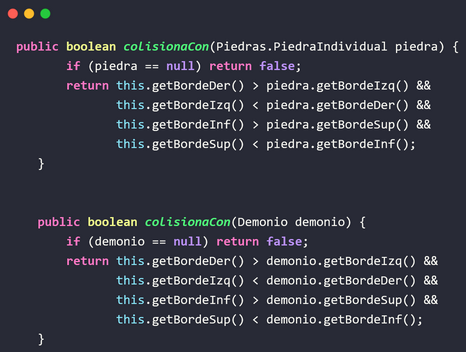 public boolean colisionaCon(Piedras.PiedraIndividual piedra) {
if (piedra == null) return false;
return this.getBordeDer() > piedra.getBordeIzq() &&
this.getBordeIzq() < piedra.getBordeDer() &&
this.getBordeInf() > piedra.getBordeSup() &&
this.getBordeSup() < piedra.getBordeInf();
}
public boolean colisionaCon(Demonio demonio) {
if (demonio == null) return false;
return this.getBordeDer() > demonio.getBordeIzq() &&
this.getBordeIzq() < demonio.getBordeDer() &&
this.getBordeInf() > demonio.getBordeSup() &&
this.getBordeSup() < demonio.getBordeInf();
}